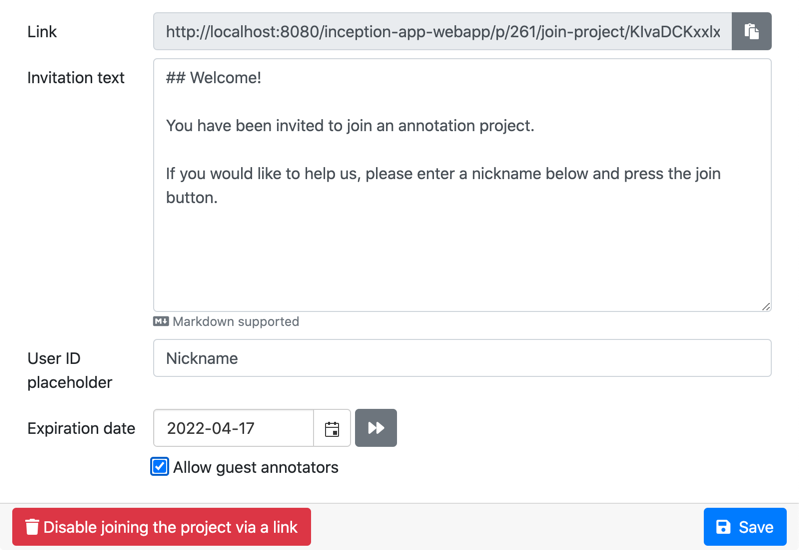 Link
http://localhost:8080/inception-app-webapp/p/261/join-project/KIvaDCKxxlx
Invitation text
## Welcome!
You have been invited to join an annotation project.
If you would like to help us, please enter a nickname below and press the join
button.
Markdown supported
User ID
placeholder
Nickname
Expiration date
2022-04-17
Allow guest annotators
Disable joining the project via a link
Save